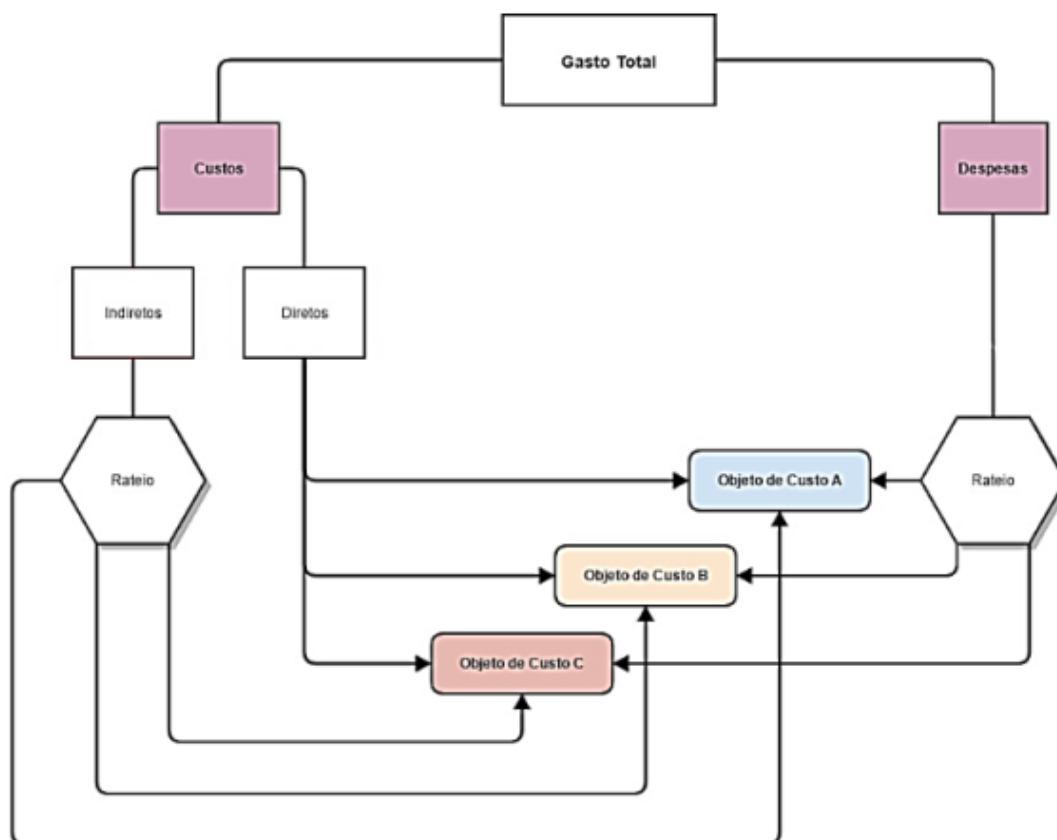 Gasto Total
Custos
Despesas
Indiretos
Diretos
Rateio
Objeto de Custo A
Rateio
Objeto de Custo B
Objeto de Custo C